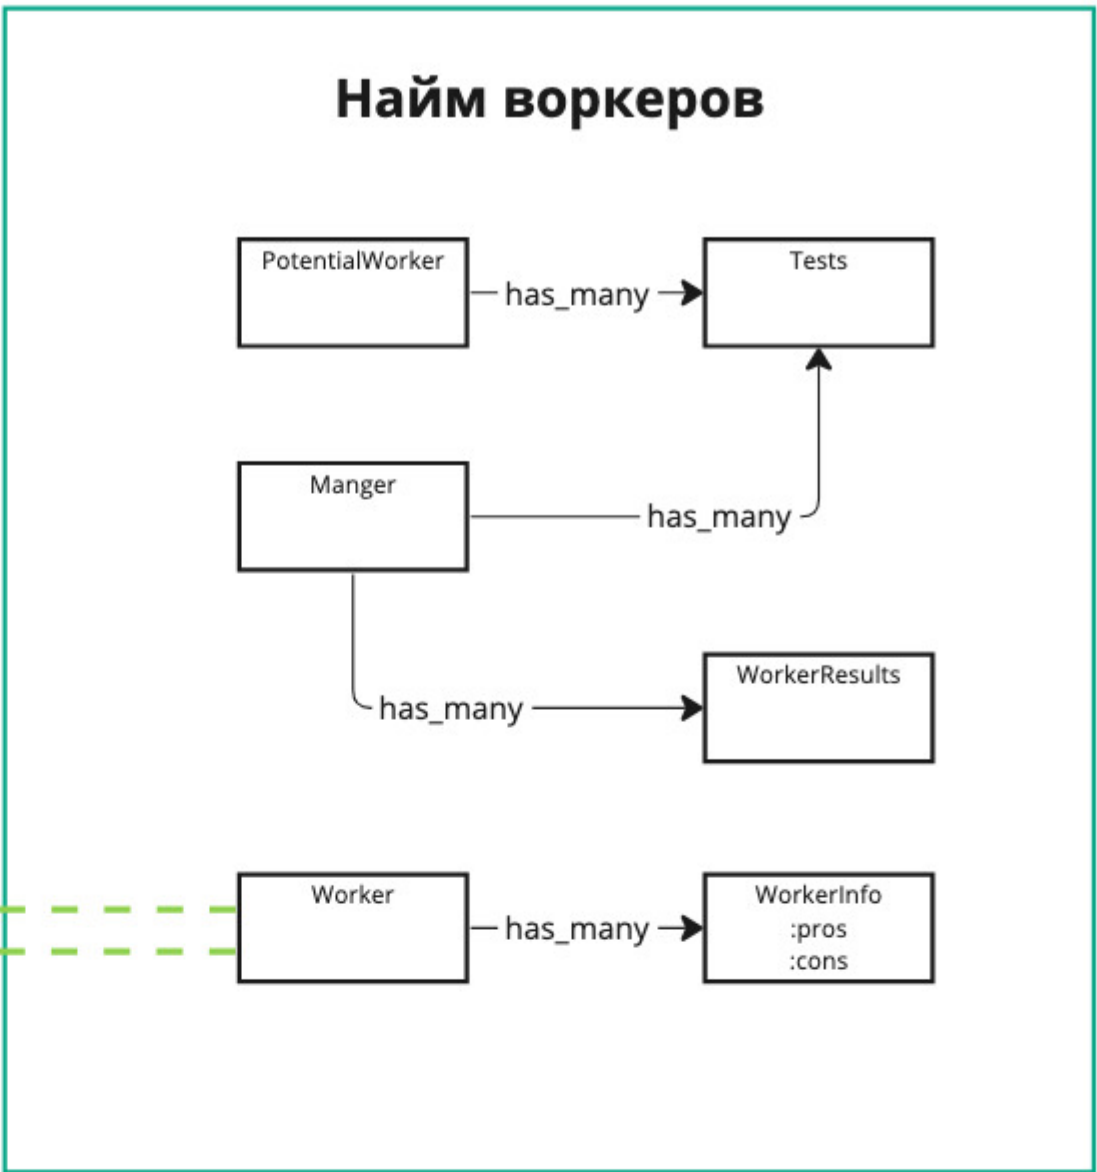 Найм воркеров
PotentialWorker
has_many
Tests
Manger
has_many
has_many
WorkerResults
Worker
has_many
WorkerInfo
:pros
:cons